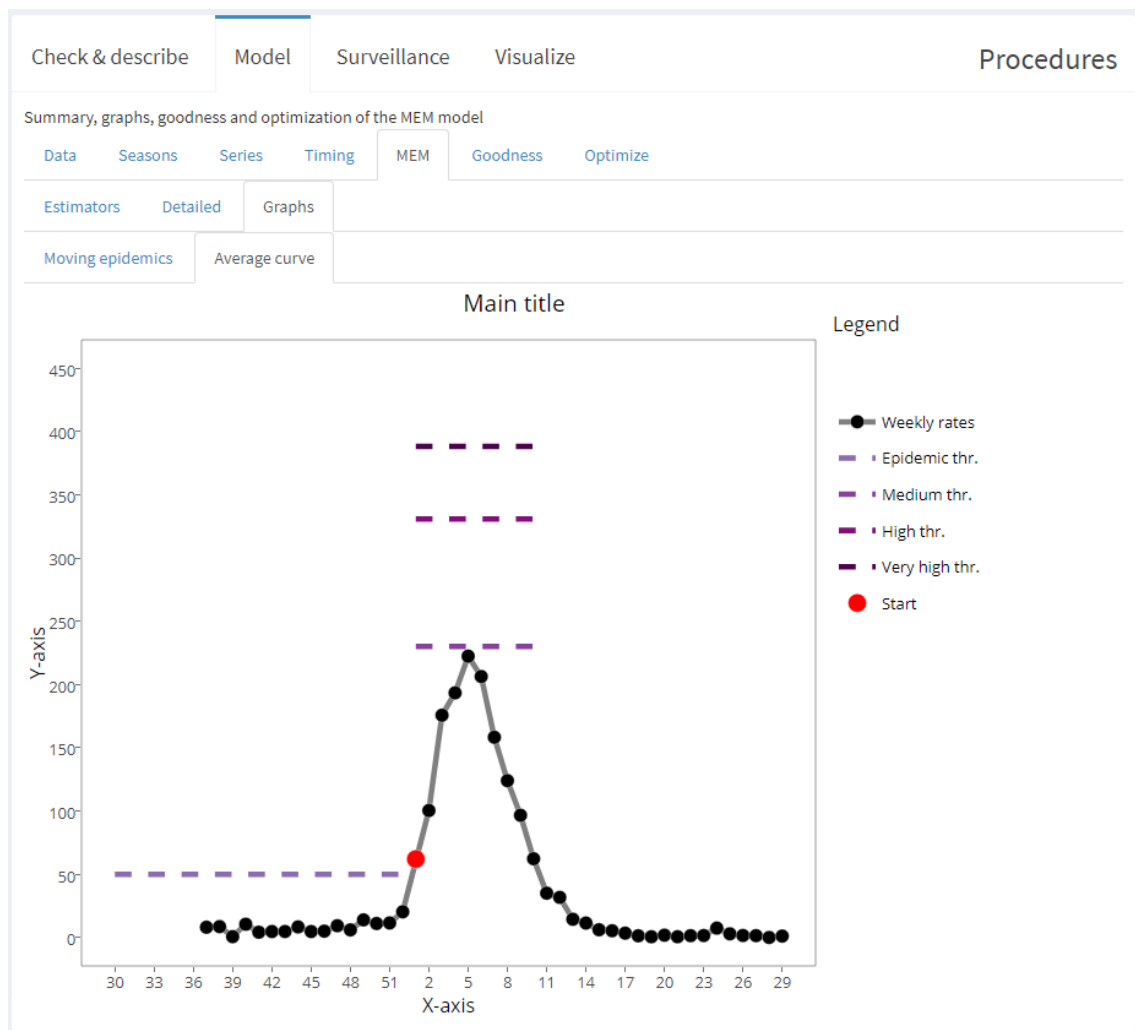 Check & describe Model Surveillance Visualize Procedures
Summary, graphs, goodness and optimization of the MEM model
Data Seasons Series Timing MEM Goodness Optimize
Estimators Detailed Graphs
Moving epidemics Average curve
Main title
Legend
Weekly rates
Epidemic thr.
Medium thr.
High thr.
Very high thr.
Start
Y-axis
450
400
350
300
250
200
150
100
50
0
30 33 36 39 42 45 48 51 2 5 8 11 14 17 20 23 26 29
X-axis